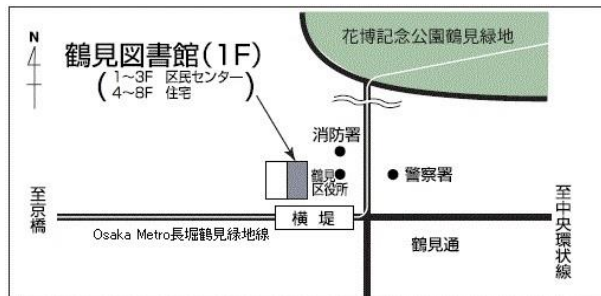 N
花博記念公園鶴見緑地
鶴見図書館(1F)
(1~3F 区民センター
4~8F 住宅)
消防署
鶴見
区役所
警察署
至京橋
横堤
至中央環状線
Osaka Metro長堀鶴見緑地線
鶴見通